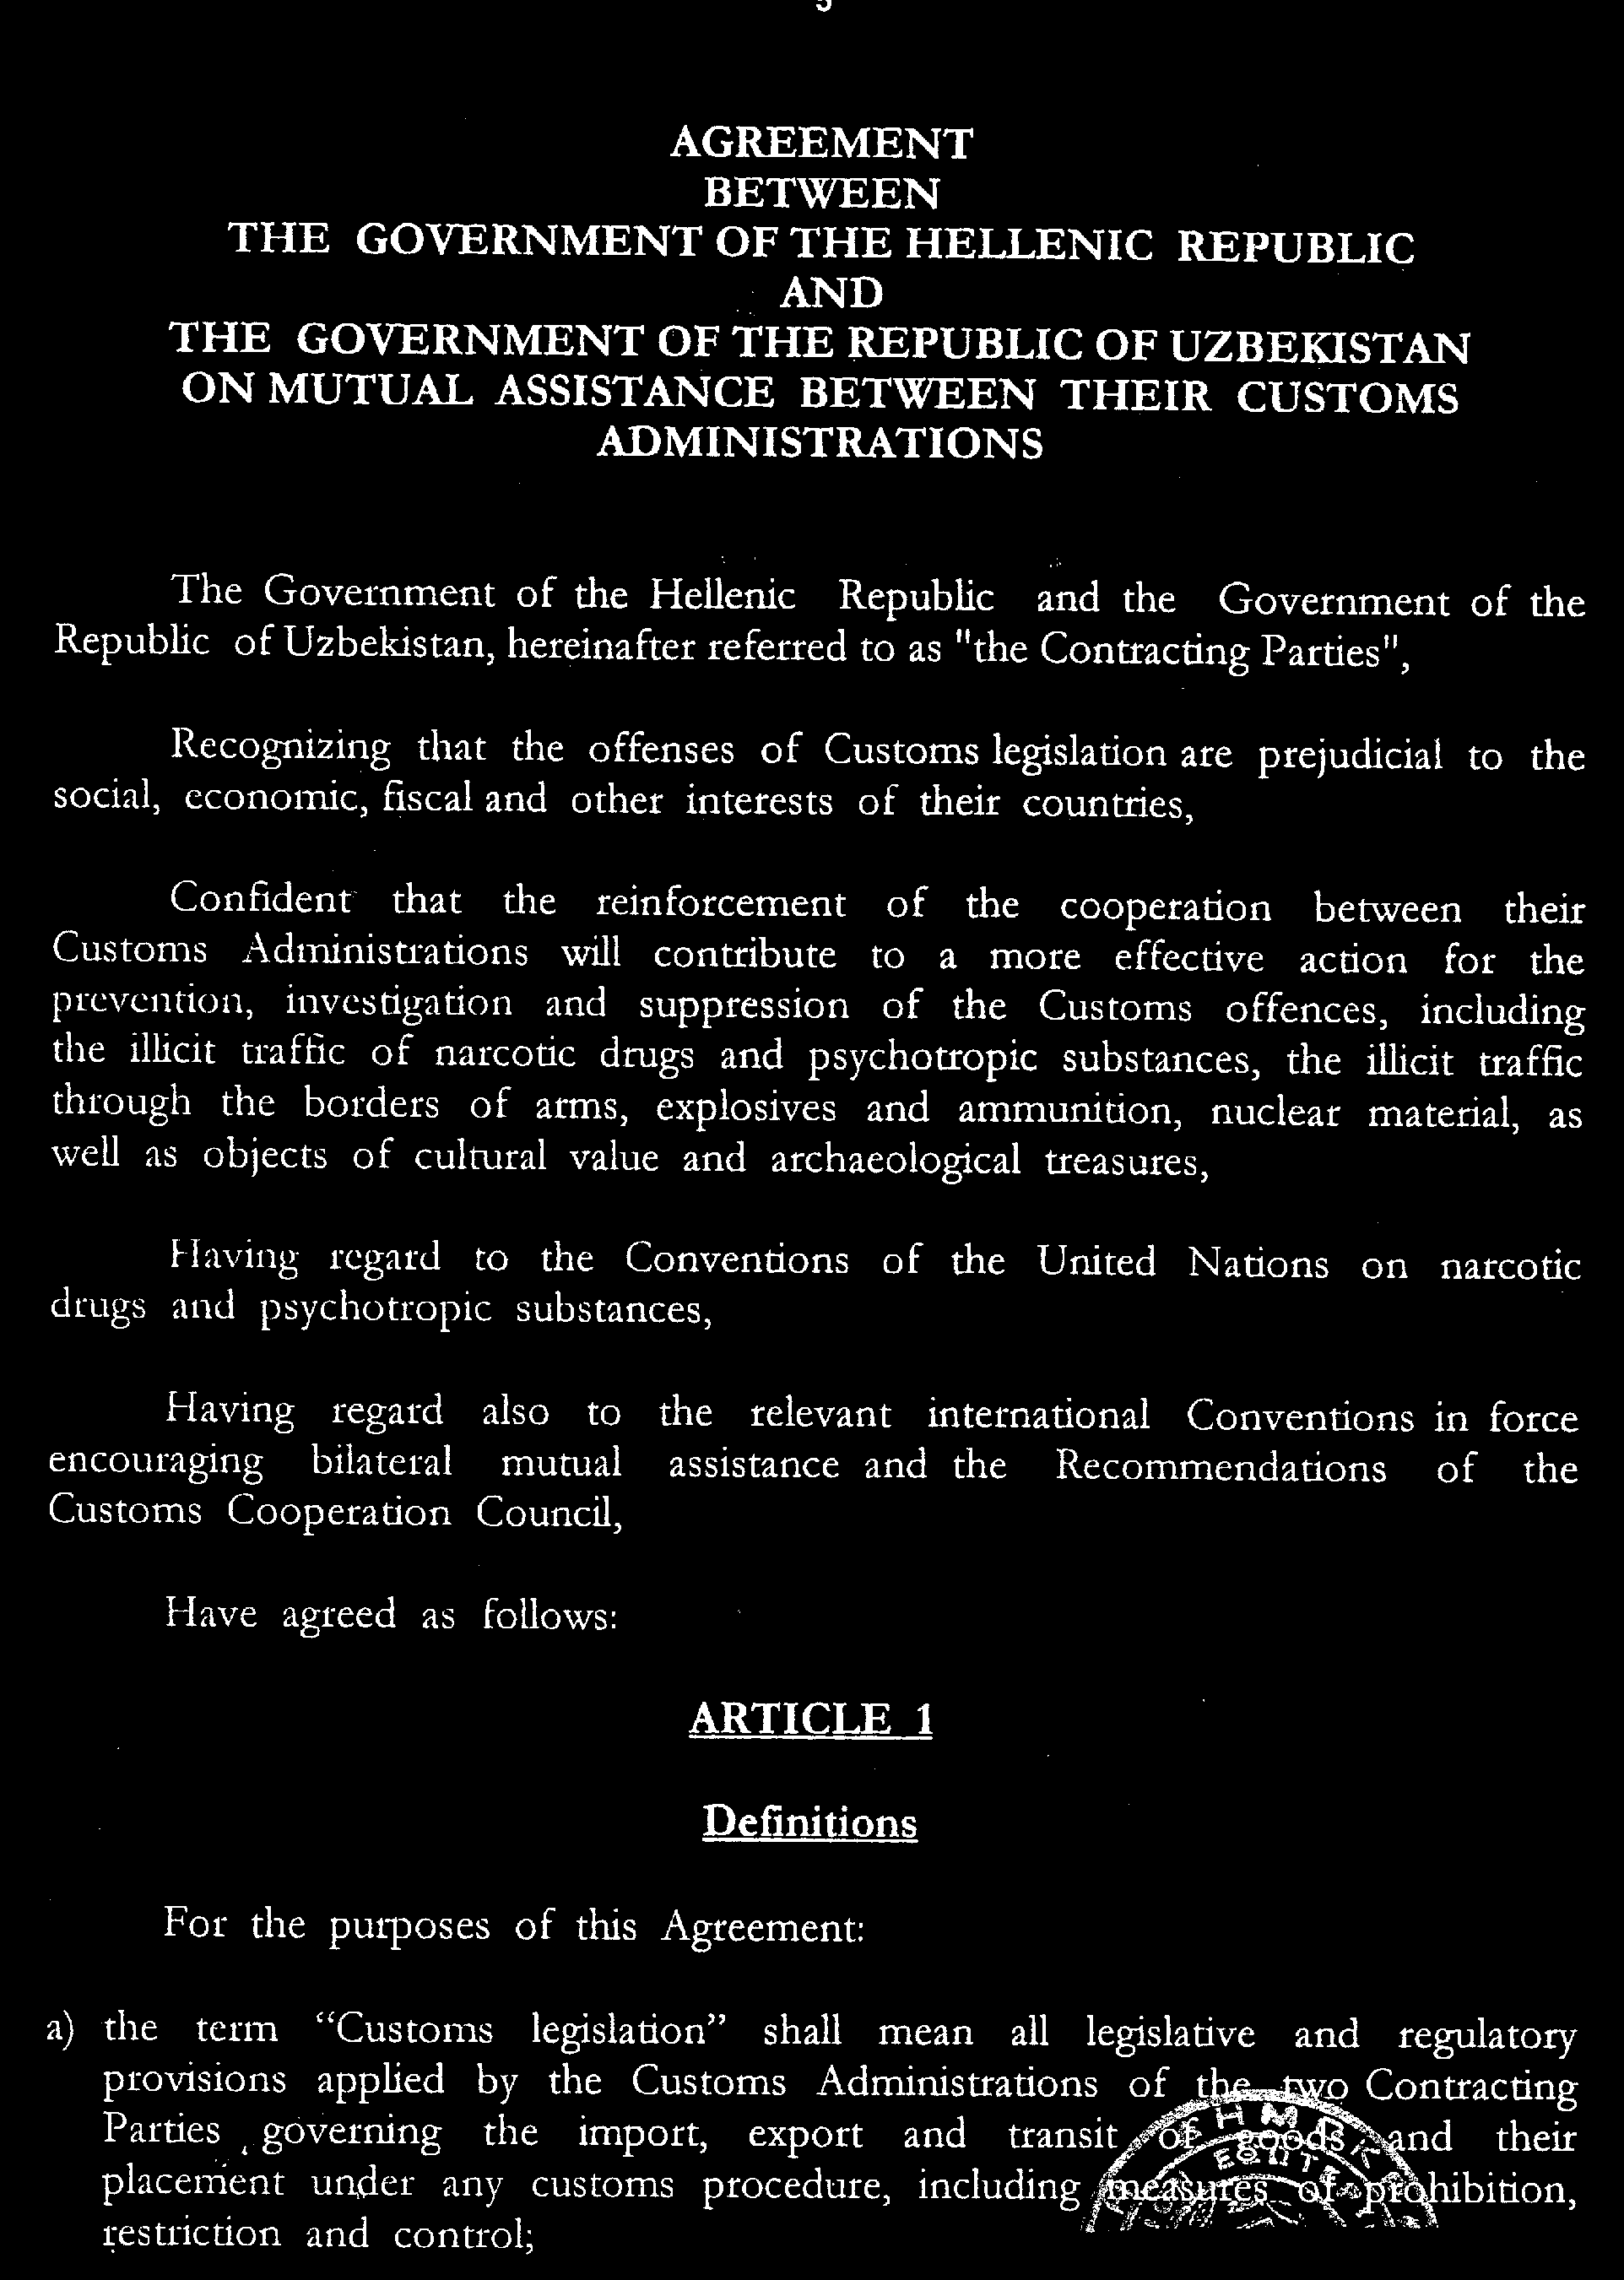 AGREEMENT
BETWEEN
THE GOVERNMENT OF THE HELLENIC REPUBLIC
AND
THE GOVERNMENT OF THE REPUBLIC OF UZBEKISTAN
ON MUTUAL ASSISTANCE BETWEEN THEIR CUSTOMS
ADMINISTRATIONS
The Government of the Hellenic Republic and the Government of the
Republic of Uzbekistan, hereinafter referred to as "the Contracting Parties",
Recognizing that the offenses of Customs legislation are prejudicial to the
social, economic, fiscal and other interests of their countries,
Confident that the reinforcement of the cooperation between their
Customs Administrations will contribute to a more effective action for the
prevention, investigation and suppression of the Customs offences, including
the illicit traffic of narcotic drugs and psychotropic substances, the illicit traffic
through the borders of arms, explosives and ammunition, nuclear material, as
well as objects of cultural value and archaeological treasures,
Having regard to the Conventions of the United Nations on narcotic
drugs and psychotropic substances,
Having regard also to the relevant international Conventions in force
encouraging bilateral mutual assistance and the Recommendations of the
Customs Cooperation Council,
Have agreed as follows:
ARTICLE 1
Definitions
For the purposes of this Agreement:
a) the term “Customs legislation” shall mean all legislative and regulatory
provisions applied by the Customs Administrations of the two Contracting
Parties governing the import, export and transit of goods and their
placement under any customs procedure, including measures of prohibition,
restriction and control;